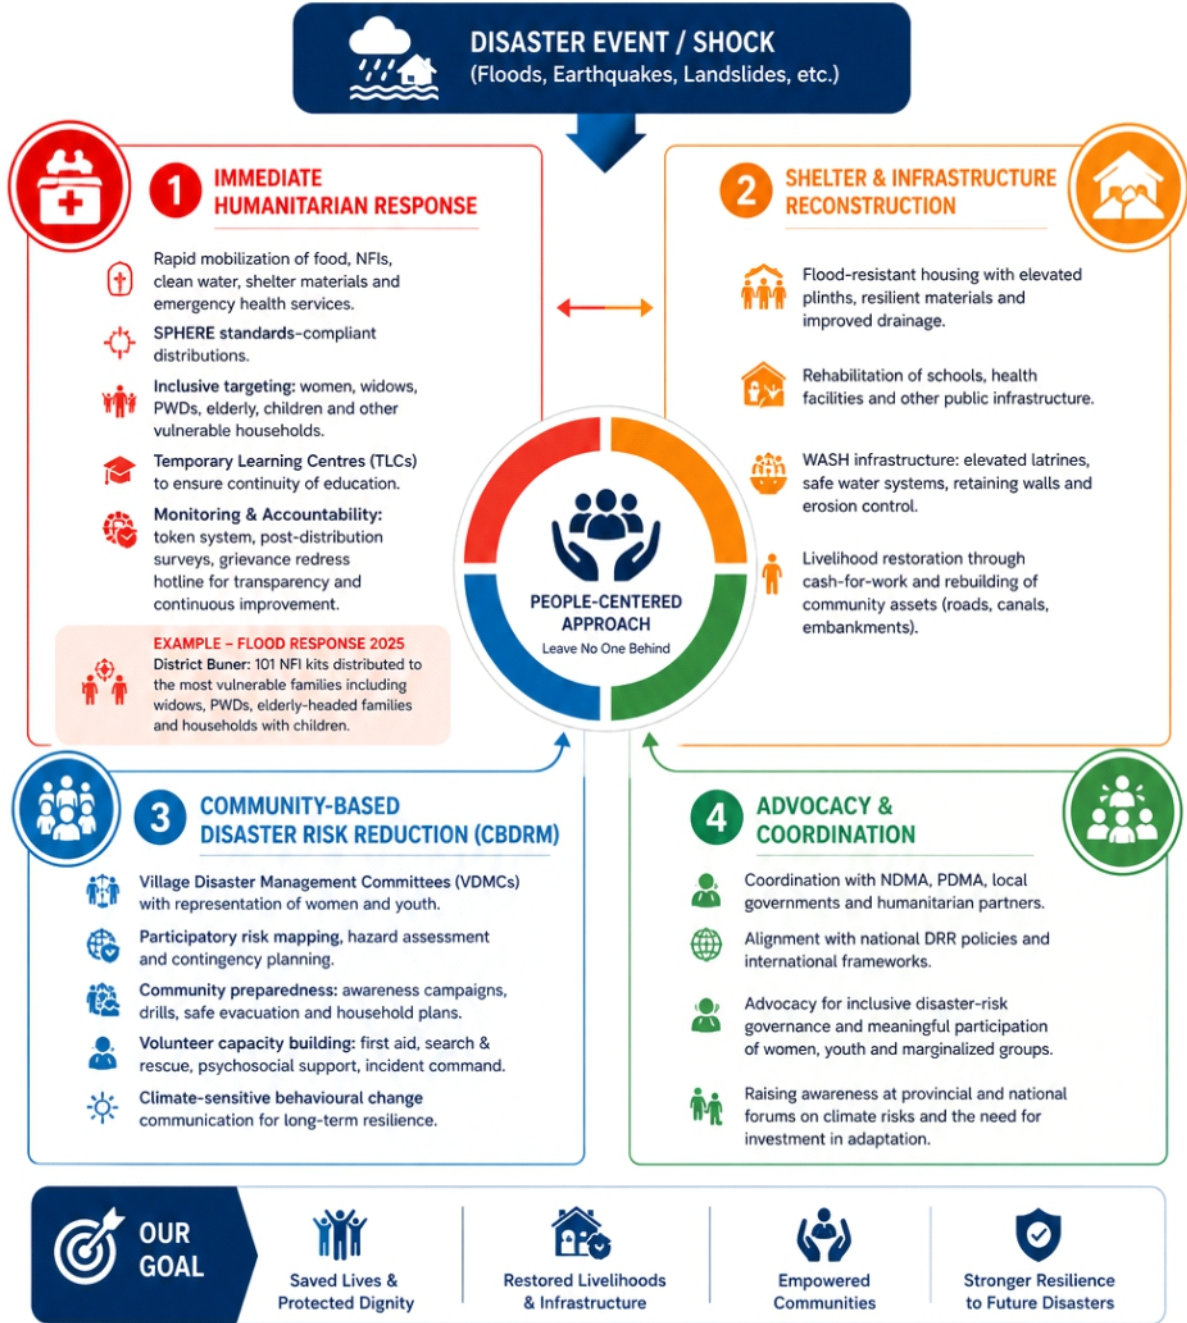 DISASTER EVENT / SHOCK
(Floods, Earthquakes, Landslides, etc.)
1
IMMEDIATE
HUMANITARIAN RESPONSE
Rapid mobilization of food, NFIs,
clean water, shelter materials and
emergency health services.
SPHERE standards–compliant
distributions.
Inclusive targeting: women, widows,
PWDs, elderly, children and other
vulnerable households.
Temporary Learning Centres (TLCs)
to ensure continuity of education.
Monitoring & Accountability:
token system, post-distribution
surveys, grievance redress
hotline for transparency and
continuous improvement.
EXAMPLE – FLOOD RESPONSE 2025
District Buner: 101 NFI kits distributed to
the most vulnerable families including
widows, PWDs, elderly-headed families
and households with children.
2
SHELTER & INFRASTRUCTURE
RECONSTRUCTION
Flood-resistant housing with elevated
plinths, resilient materials and
improved drainage.
Rehabilitation of schools, health
facilities and other public infrastructure.
WASH infrastructure: elevated latrines,
safe water systems, retaining walls and
erosion control.
Livelihood restoration through
cash-for-work and rebuilding of
community assets (roads, canals,
embankments).
PEOPLE-CENTERED
APPROACH
Leave No One Behind
3
COMMUNITY-BASED
DISASTER RISK REDUCTION (CBDRM)
Village Disaster Management Committees (VDMCs)
with representation of women and youth.
Participatory risk mapping, hazard assessment
and contingency planning.
Community preparedness: awareness campaigns,
drills, safe evacuation and household plans.
Volunteer capacity building: first aid, search &
rescue, psychosocial support, incident command.
Climate-sensitive behavioural change
communication for long-term resilience.
4
ADVOCACY &
COORDINATION
Coordination with NDMA, PDMA, local
governments and humanitarian partners.
Alignment with national DRR policies and
international frameworks.
Advocacy for inclusive disaster-risk
governance and meaningful participation
of women, youth and marginalized groups.
Raising awareness at provincial and national
forums on climate risks and the need for
investment in adaptation.
OUR
GOAL
Saved Lives &
Protected Dignity
Restored Livelihoods
& Infrastructure
Empowered
Communities
Stronger Resilience
to Future Disasters